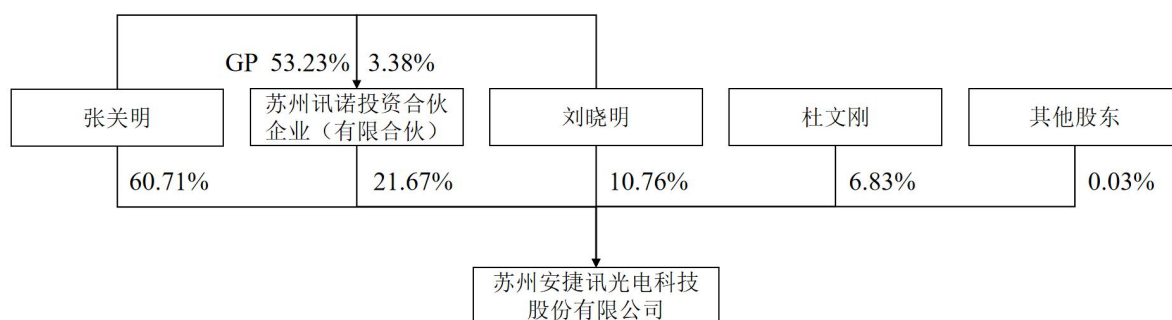 GP 53.23% 3.38%
张关明
苏州讯诺投资合伙
企业（有限合伙）
刘晓明
杜文刚
其他股东
60.71%
21.67%
10.76%
6.83%
0.03%
苏州安捷讯光电科技
股份有限公司